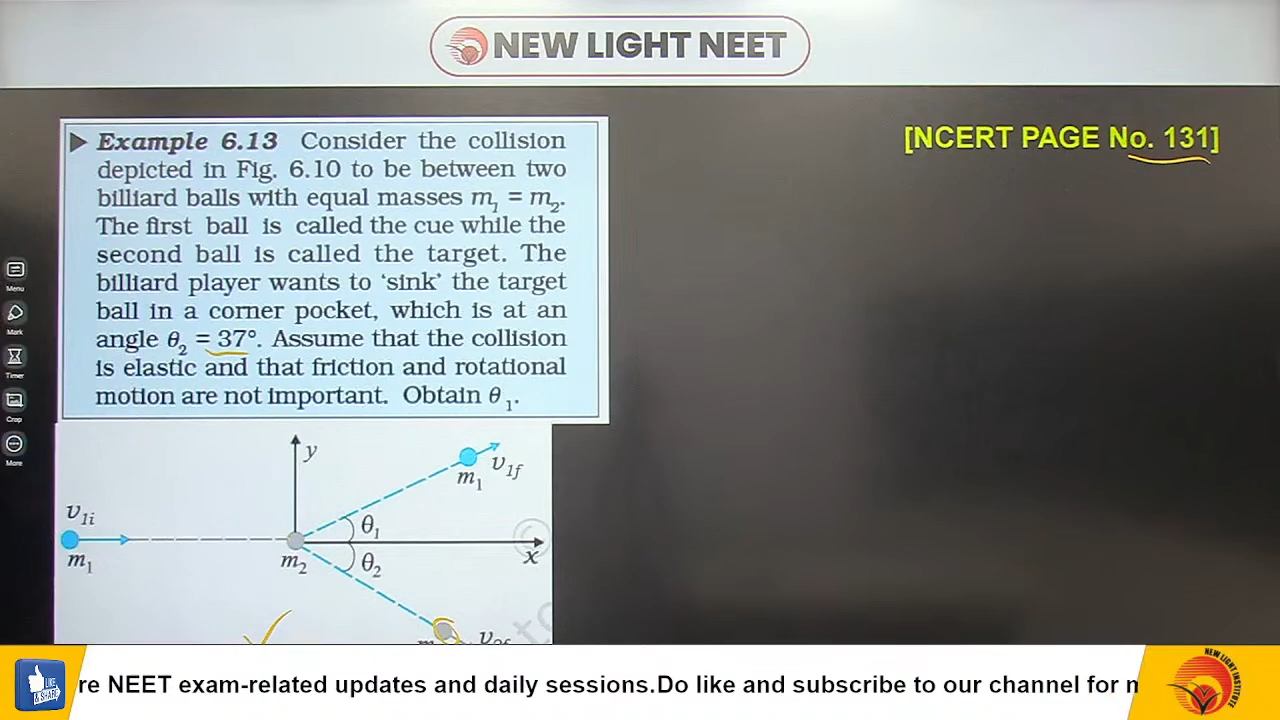 NEW LIGHT NEET
[NCERT PAGE No. 131]
▶ Example 6.13 Consider the collision
depicted in Fig. 6.10 to be between two
billiard balls with equal masses m₁ = m₂.
The first ball is called the cue while the
second ball is called the target. The
billiard player wants to ‘sink’ the target
ball in a corner pocket, which is at an
angle θ₂ = 37°. Assume that the collision
is elastic and that friction and rotational
motion are not important. Obtain θ₁.
Menu
Mark
Timer
Crop
More
y
m₁
v₁f
v₁i
θ₁
m₁
m₂
θ₂
x
©
re NEET exam-related updates and daily sessions.Do like and subscribe to our channel for
LIKE
& SHARE
NEW LIGHT INSTITUTE